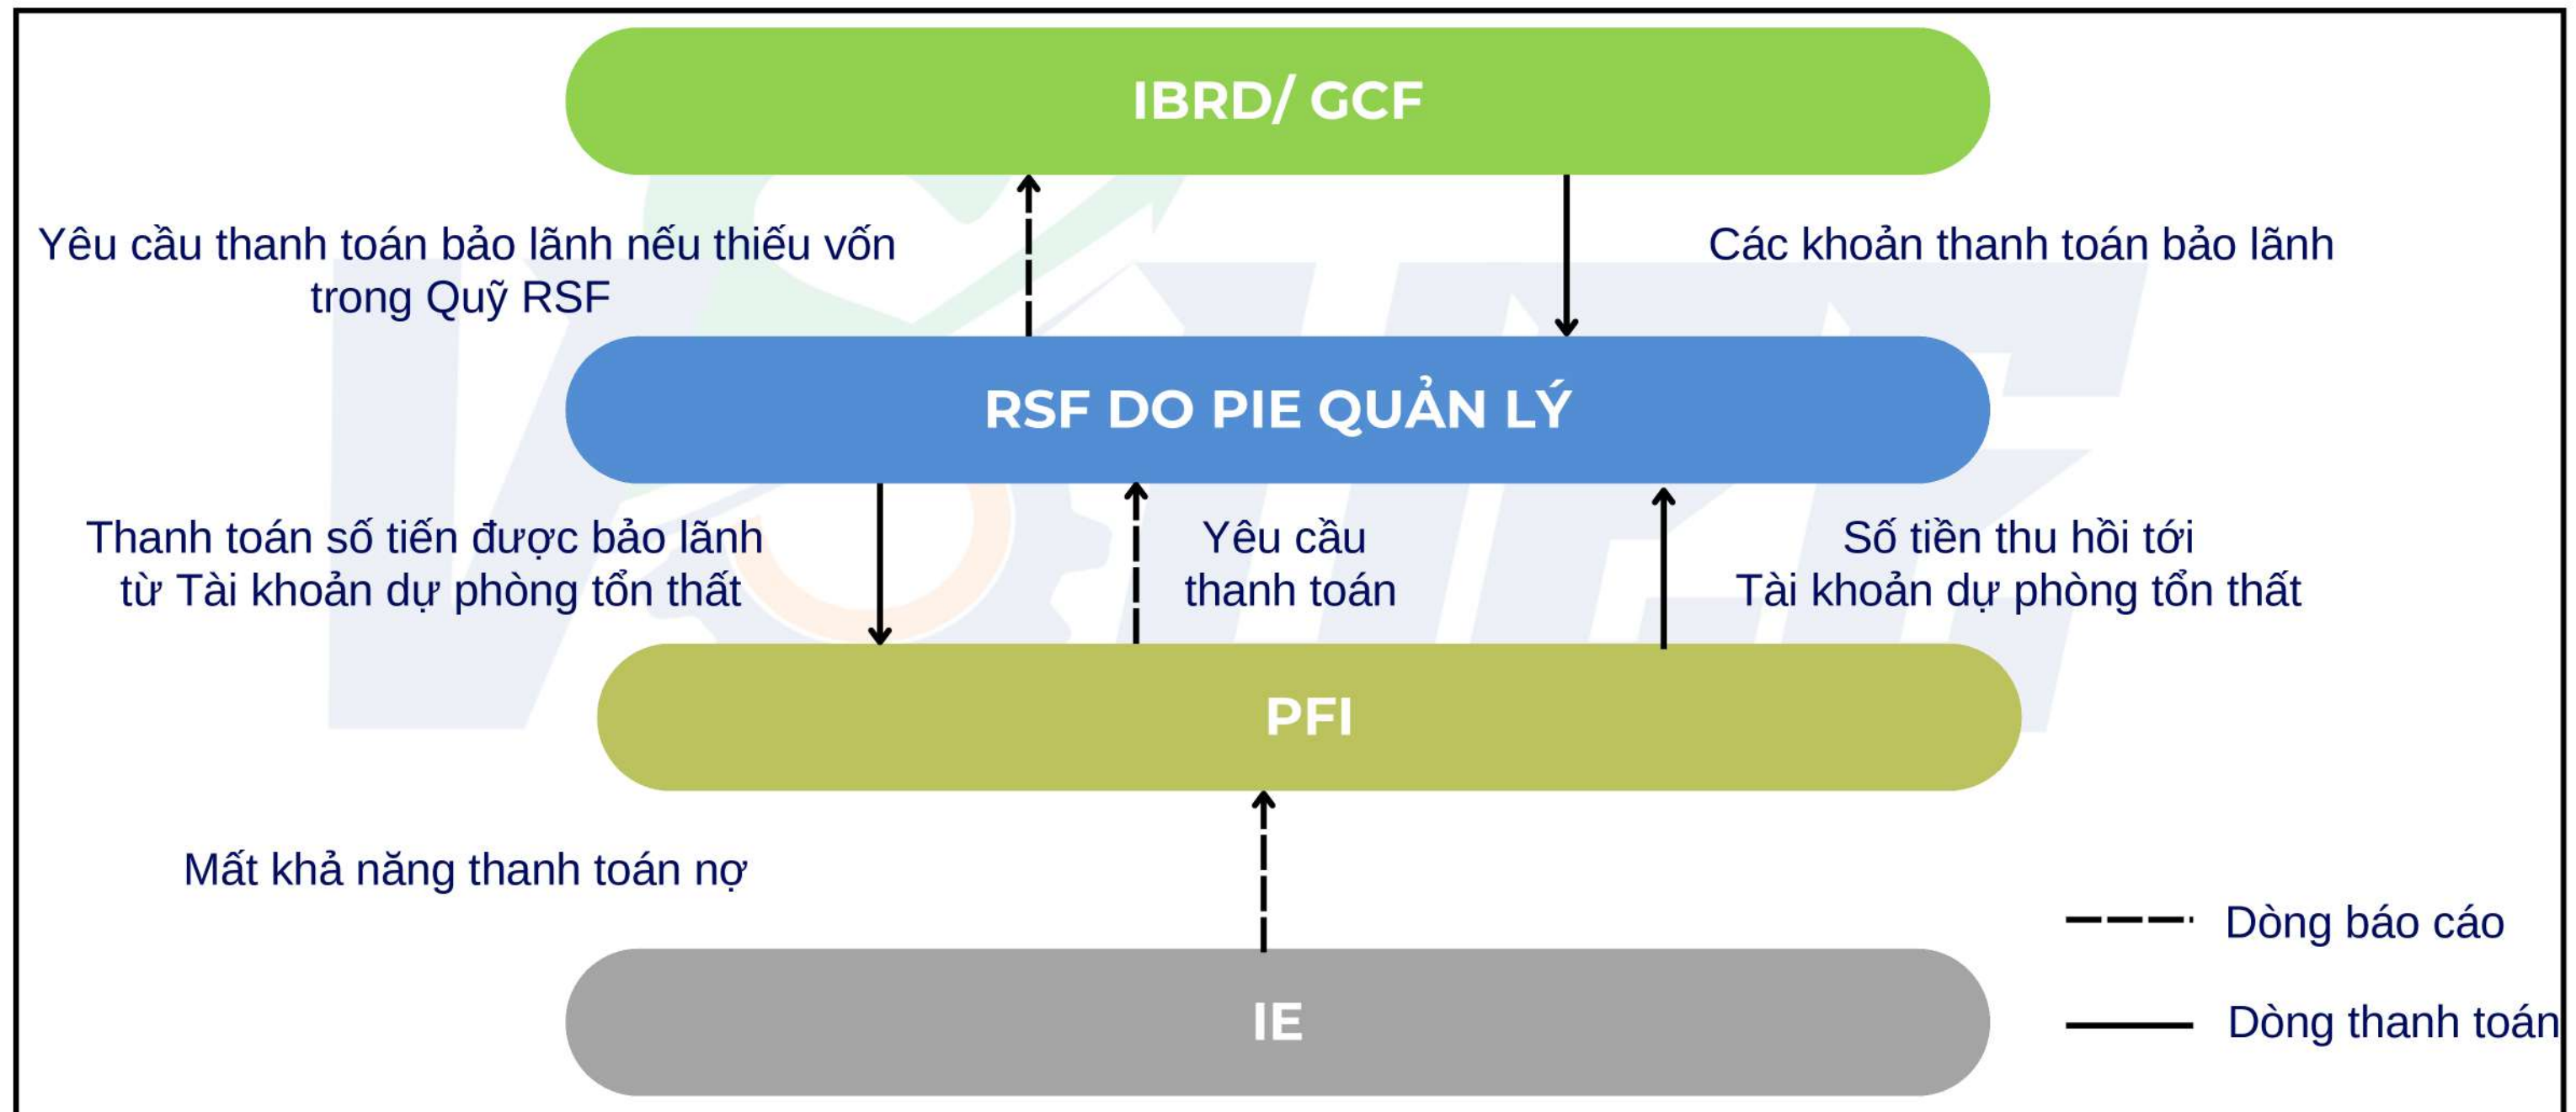 IBRD/ GCF
Yêu cầu thanh toán bảo lãnh nếu thiếu vốn
trong Quỹ RSF
Các khoản thanh toán bảo lãnh
RSF DO PIE QUẢN LÝ
Thanh toán số tiến được bảo lãnh
từ Tài khoản dự phòng tổn thất
Yêu cầu
thanh toán
Số tiền thu hồi tới
Tài khoản dự phòng tổn thất
PFI
Mất khả năng thanh toán nợ
IE
Dòng báo cáo
Dòng thanh toán